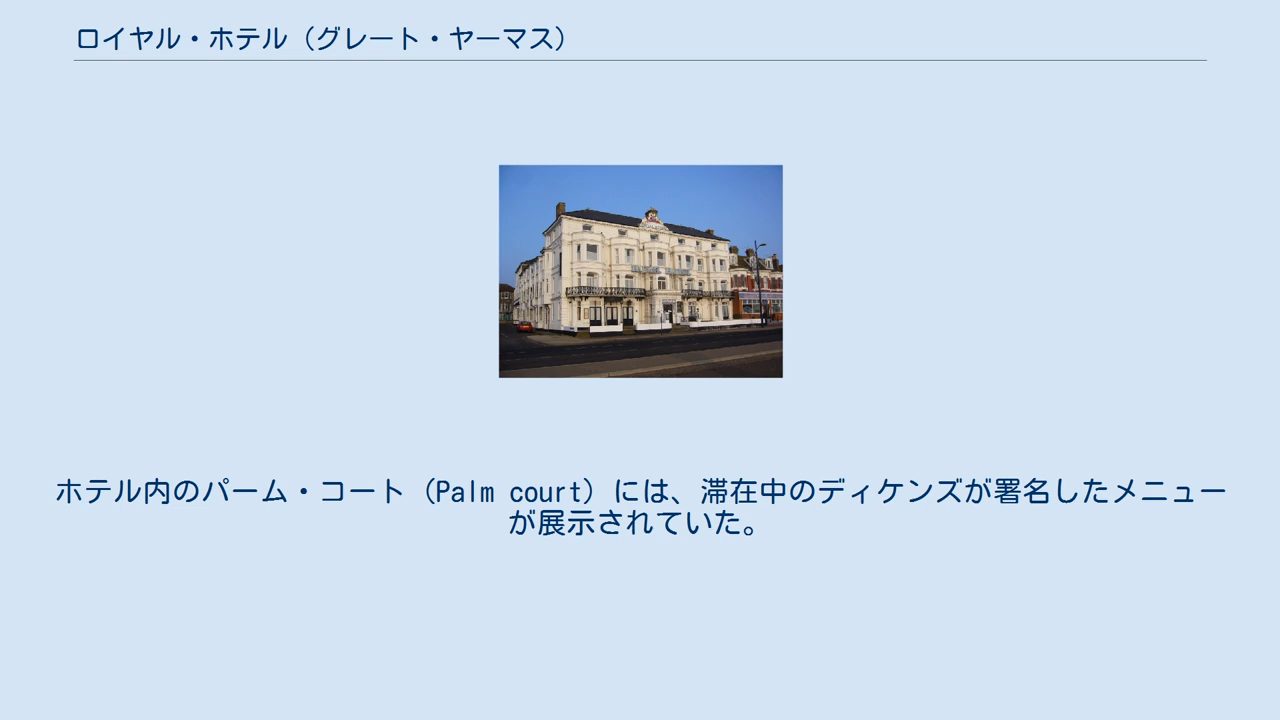 ロイヤル・ホテル（グレート・ヤーマス）
ホテル内のパーム・コート（Palm court）には、滞在中のディケンズが署名したメニュー
が展示されていた。